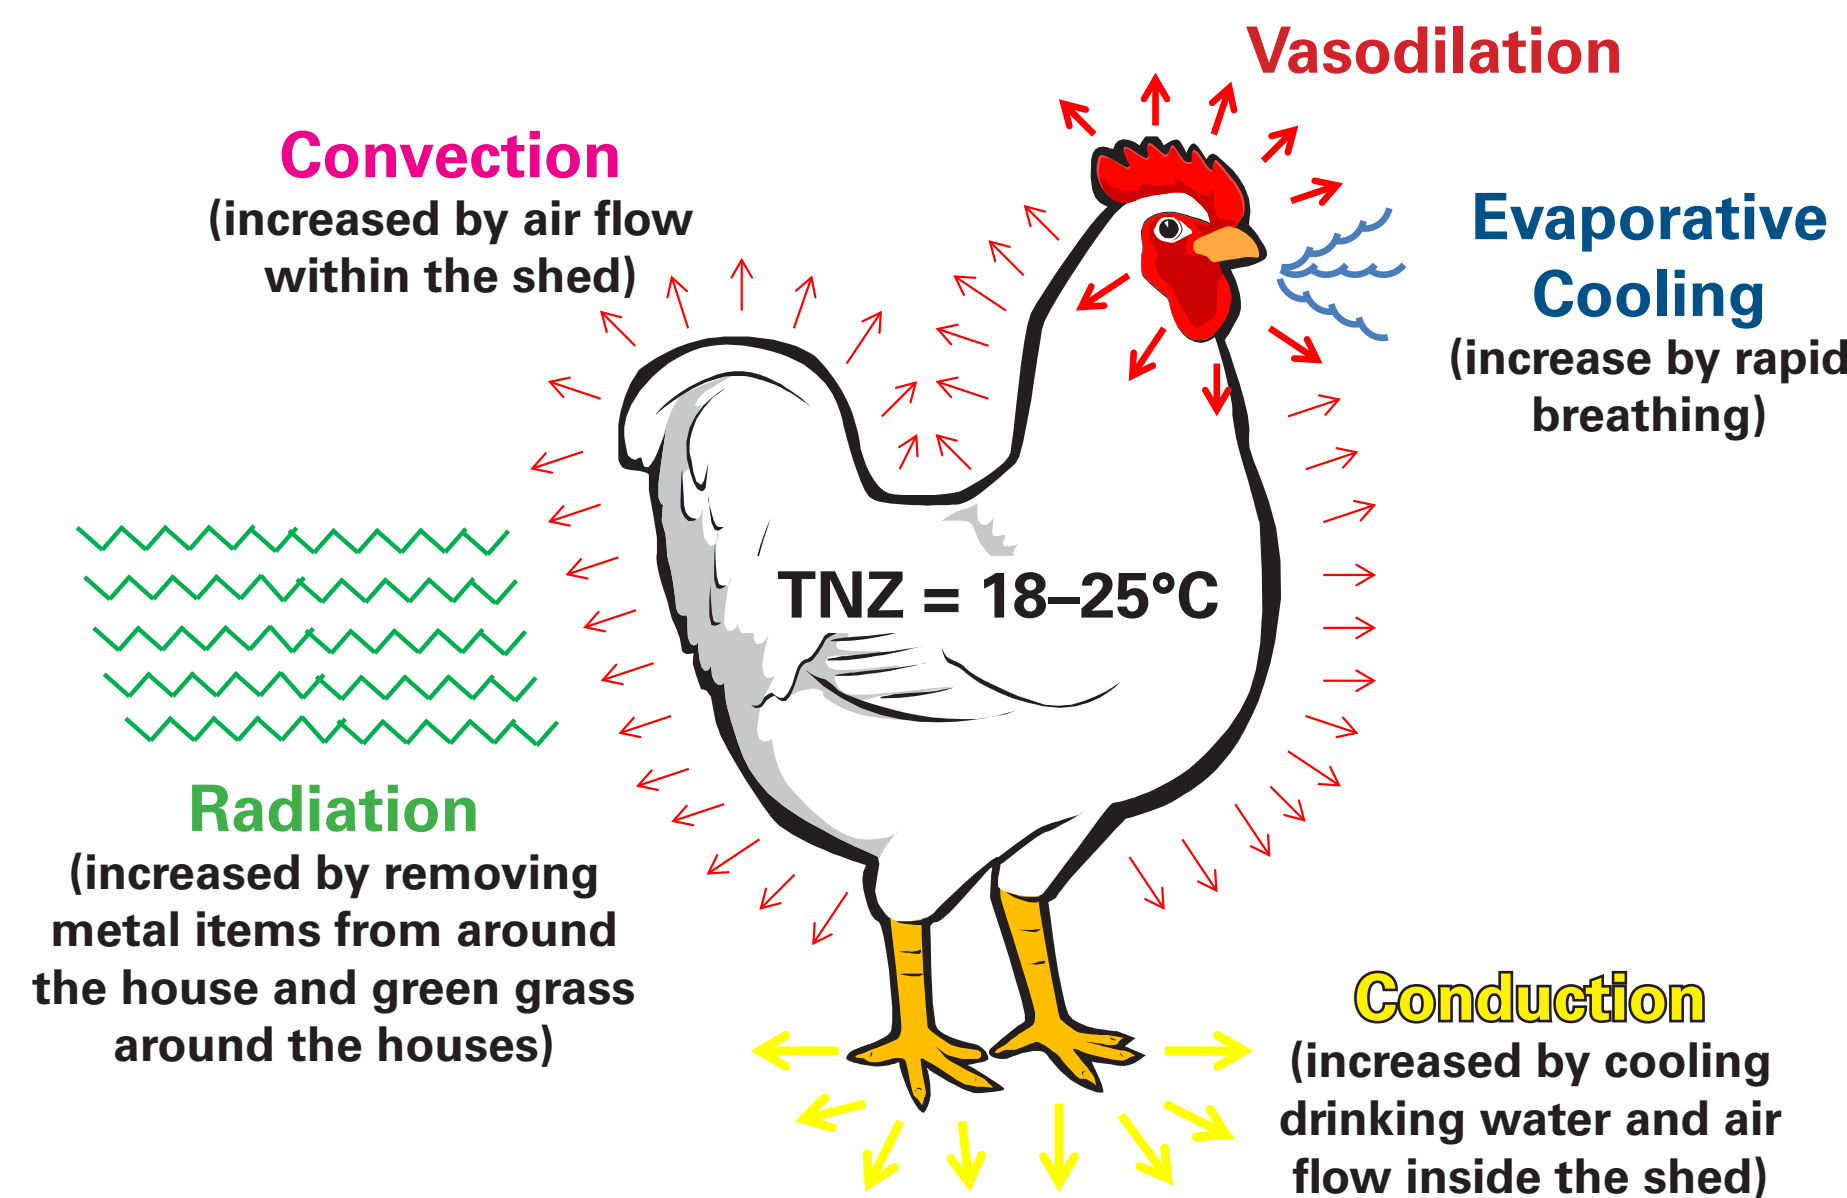 Vasodilation
Convection
(increased by air flow
within the shed)
Evaporative
Cooling
(increase by rapid
breathing)
TNZ = 18–25°C
Radiation
(increased by removing
metal items from around
the house and green grass
around the houses)
Conduction
(increased by cooling
drinking water and air
flow inside the shed)